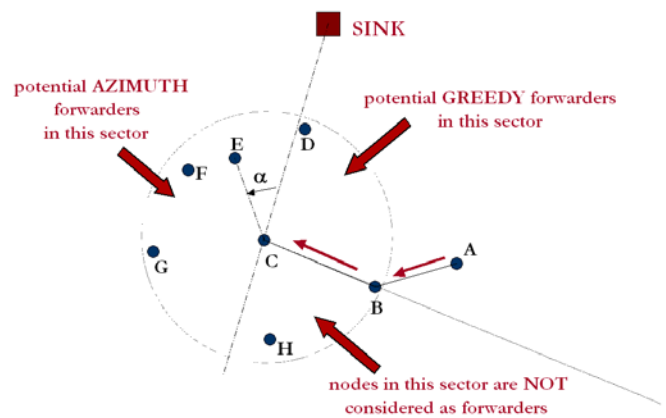 SINK
potential AZIMUTH
forwarders
in this sector
potential GREEDY forwarders
in this sector
E
D
F
α
A
G
C
B
H
nodes in this sector are NOT
considered as forwarders